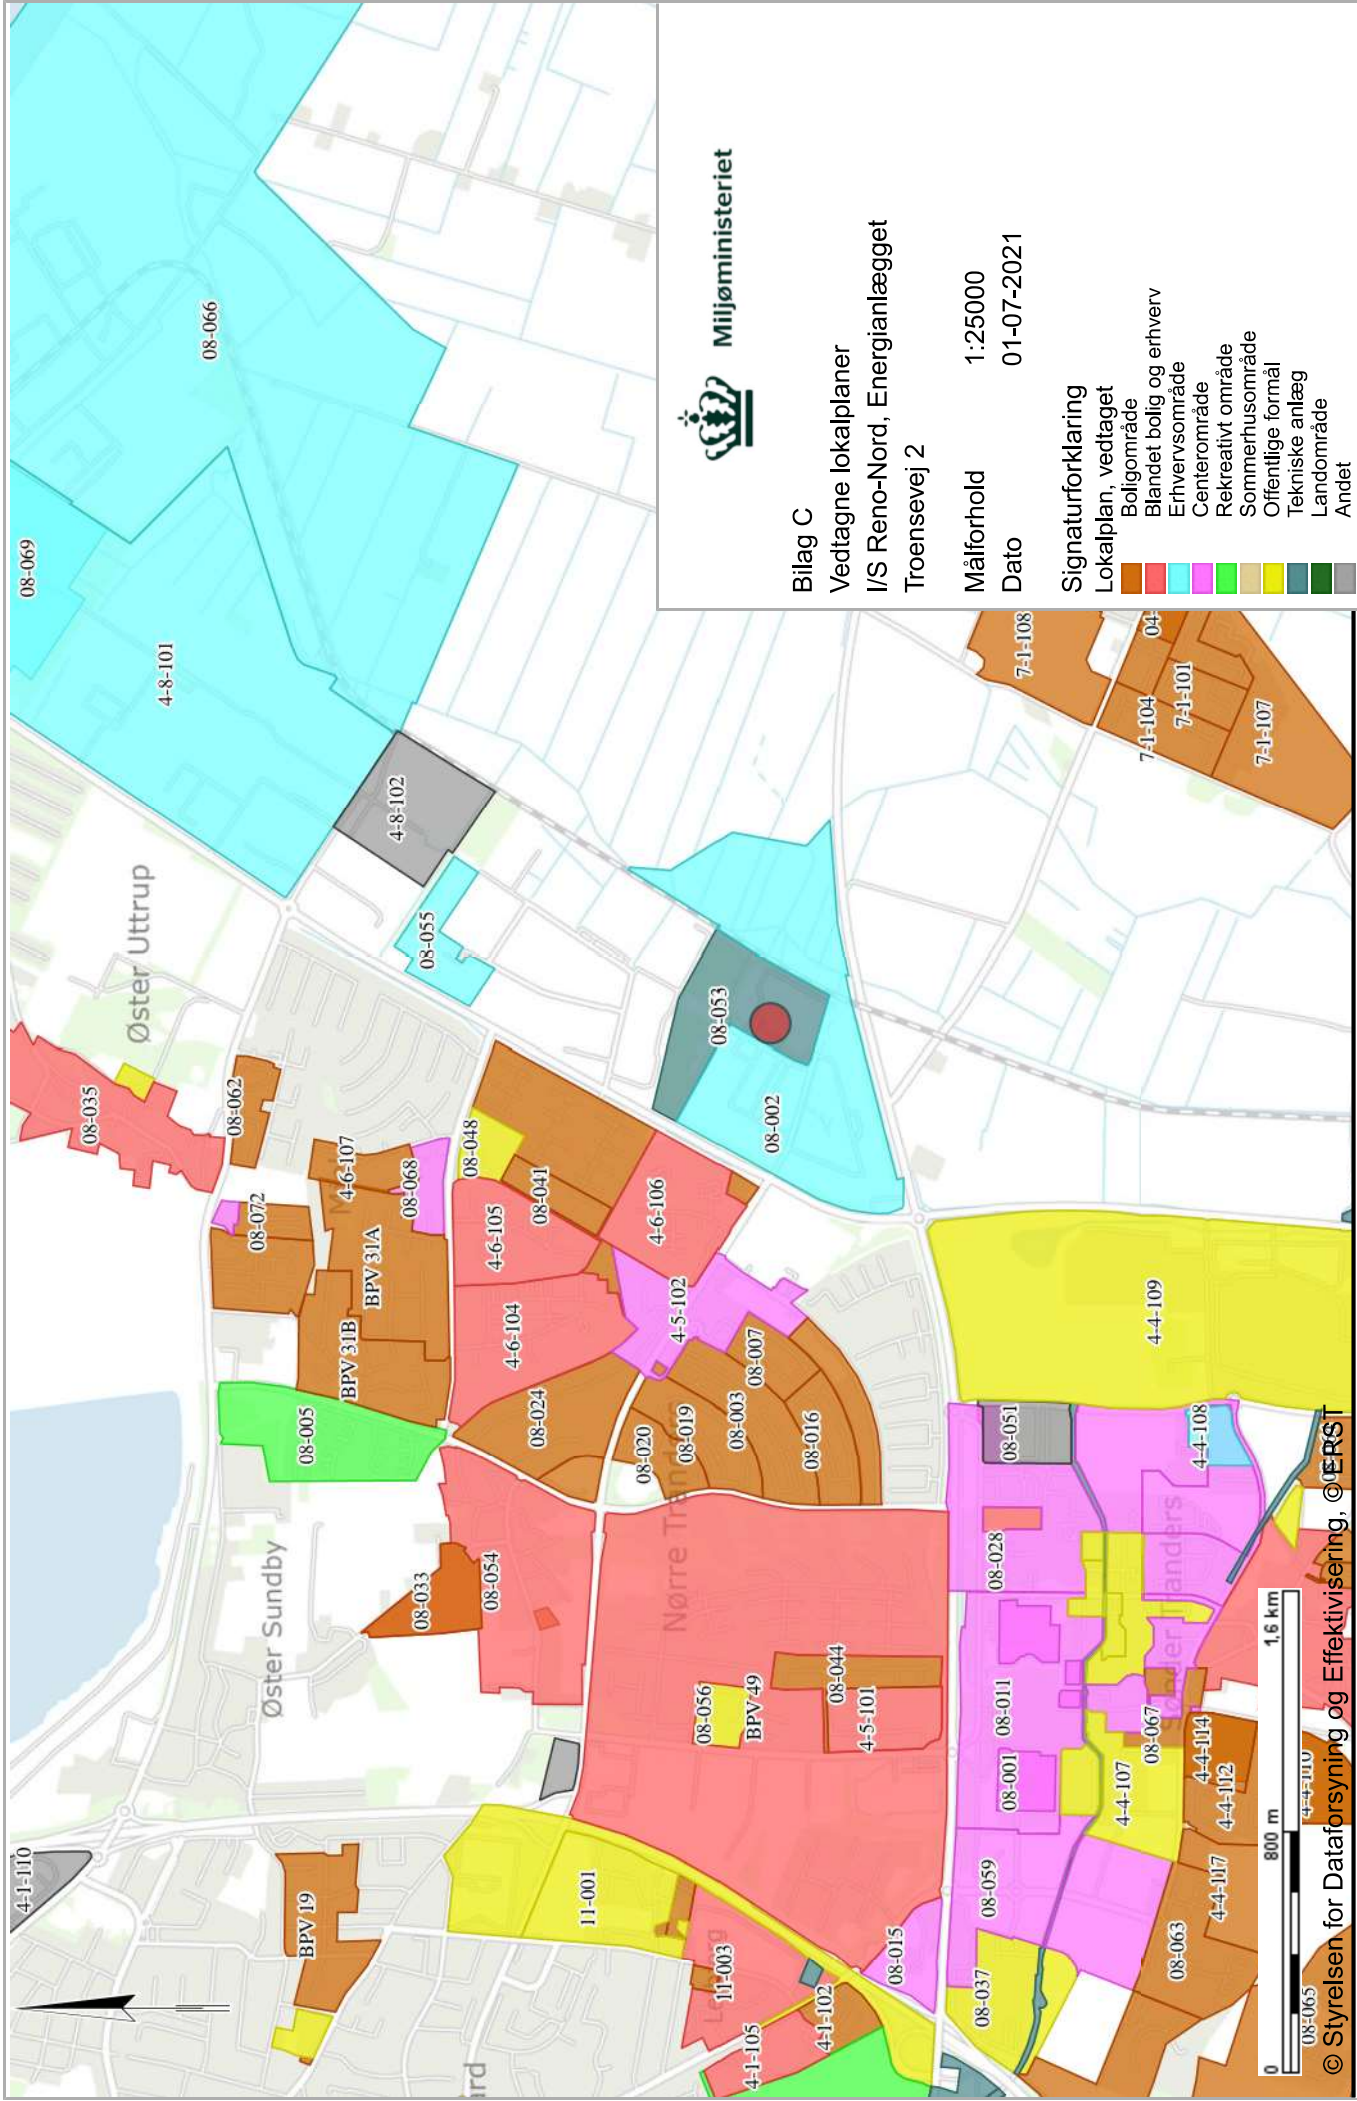 Miljøministeriet
Bilag C
Vedtagne lokalplaner
I/S Reno-Nord, Energianlægget
Troensevej 2
Målforhold 1:25000
Dato 01-07-2021
Signaturforklaring
Lokalplan, vedtaget
Boligområde
Blandet bolig og erhverv
Erhvervsområde
Centerområde
Rekreativt område
Sommerhusområde
Offentlige formål
Tekniske anlæg
Landområde
Andet
4-1-110
BPV 19
11-001
11-003
4-1-105
4-1-102
08-015
08-037
08-059
08-063
08-065
4-4-117
4-4-112
4-4-114
4-4-110
4-4-107
08-067
08-001
08-011
08-028
08-051
4-4-108
4-4-109
Øster Sundby
08-033
08-054
Nørre Tranders
08-056
BPV 49
08-044
4-5-101
08-005
BPV 31B
BPV 31A
08-072
4-6-107
08-068
08-062
08-035
Øster Uttrup
08-024
4-6-104
4-6-105
08-048
08-041
4-6-106
4-5-102
08-020
08-019
08-003
08-007
08-016
Sønder Tranders
08-002
08-053
08-055
4-8-102
4-8-101
08-069
08-066
7-1-108
7-1-104
7-1-101
7-1-107
04-
ard
0 800 m 1,6 km
© Styrelsen for Dataforsyning og Effektivisering, © ERST